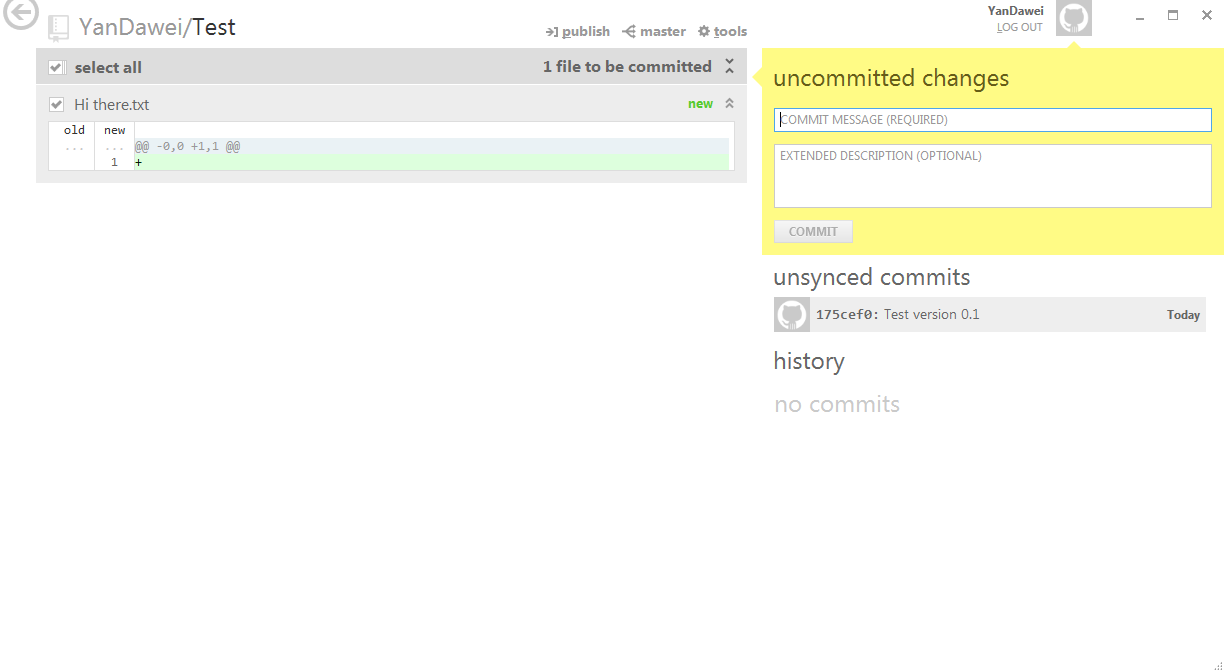 YanDawei/Test
publish master tools
YanDawei
LOG OUT
select all 1 file to be committed
Hi there.txt new
old new
... ... @@ -0,0 +1,1 @@
1 +
uncommitted changes
COMMIT MESSAGE (REQUIRED)
EXTENDED DESCRIPTION (OPTIONAL)
COMMIT
unsynced commits
175cef0: Test version 0.1 Today
history
no commits